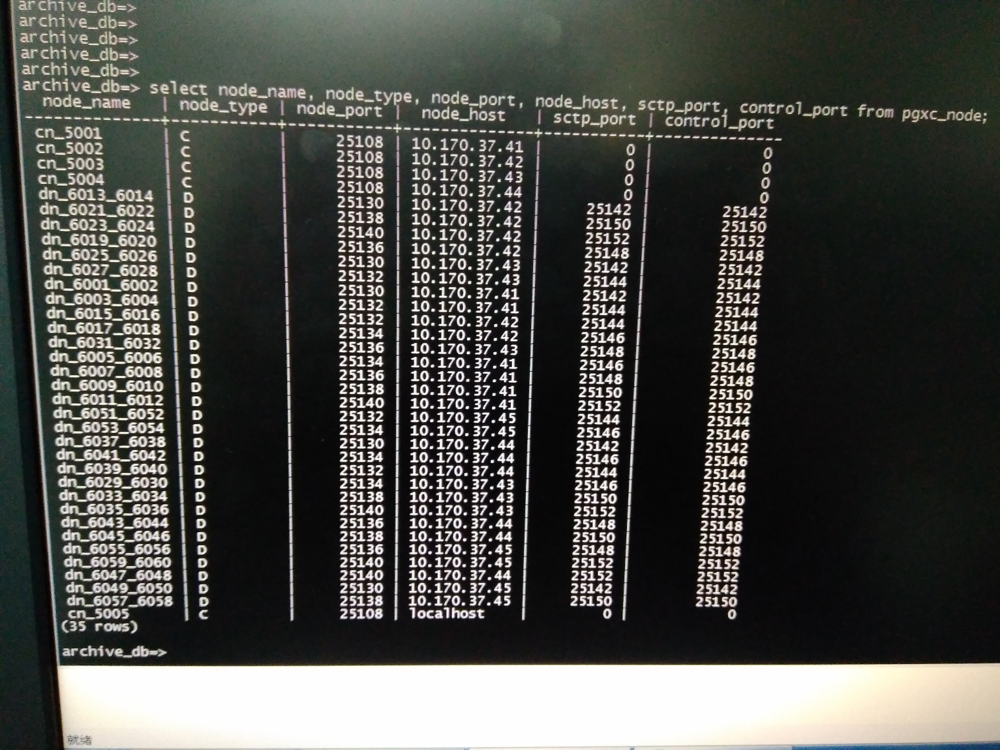 archive_db=>
archive_db=>
archive_db=>
archive_db=>
archive_db=>
archive_db=> select node_name, node_type, node_port, node_host, sctp_port, control_port from pgxc_node;
node_name | node_type | node_port | node_host | sctp_port | control_port
--------------+-----------+-----------+--------------+-----------+--------------
cn_5001 | C | 25108 | 10.170.37.41 | 0 | 0
cn_5002 | C | 25108 | 10.170.37.42 | 0 | 0
cn_5003 | C | 25108 | 10.170.37.43 | 0 | 0
cn_5004 | C | 25108 | 10.170.37.44 | 0 | 0
dn_6013_6014 | D | 25130 | 10.170.37.42 | 25142 | 25142
dn_6021_6022 | D | 25138 | 10.170.37.42 | 25150 | 25150
dn_6023_6024 | D | 25140 | 10.170.37.42 | 25152 | 25152
dn_6019_6020 | D | 25136 | 10.170.37.42 | 25148 | 25148
dn_6025_6026 | D | 25130 | 10.170.37.43 | 25142 | 25142
dn_6027_6028 | D | 25132 | 10.170.37.43 | 25144 | 25144
dn_6001_6002 | D | 25130 | 10.170.37.41 | 25142 | 25142
dn_6003_6004 | D | 25132 | 10.170.37.41 | 25144 | 25144
dn_6015_6016 | D | 25132 | 10.170.37.42 | 25144 | 25144
dn_6017_6018 | D | 25134 | 10.170.37.42 | 25146 | 25146
dn_6031_6032 | D | 25136 | 10.170.37.43 | 25148 | 25148
dn_6005_6006 | D | 25134 | 10.170.37.41 | 25146 | 25146
dn_6007_6008 | D | 25136 | 10.170.37.41 | 25148 | 25148
dn_6009_6010 | D | 25138 | 10.170.37.41 | 25150 | 25150
dn_6011_6012 | D | 25140 | 10.170.37.41 | 25152 | 25152
dn_6051_6052 | D | 25132 | 10.170.37.45 | 25144 | 25144
dn_6053_6054 | D | 25134 | 10.170.37.45 | 25146 | 25146
dn_6037_6038 | D | 25130 | 10.170.37.44 | 25142 | 25142
dn_6041_6042 | D | 25134 | 10.170.37.44 | 25146 | 25146
dn_6039_6040 | D | 25132 | 10.170.37.44 | 25144 | 25144
dn_6029_6030 | D | 25134 | 10.170.37.43 | 25146 | 25146
dn_6033_6034 | D | 25138 | 10.170.37.43 | 25150 | 25150
dn_6035_6036 | D | 25140 | 10.170.37.43 | 25152 | 25152
dn_6043_6044 | D | 25136 | 10.170.37.44 | 25148 | 25148
dn_6045_6046 | D | 25138 | 10.170.37.44 | 25150 | 25150
dn_6055_6056 | D | 25136 | 10.170.37.45 | 25148 | 25148
dn_6059_6060 | D | 25140 | 10.170.37.45 | 25152 | 25152
dn_6047_6048 | D | 25140 | 10.170.37.44 | 25152 | 25152
dn_6049_6050 | D | 25130 | 10.170.37.45 | 25142 | 25142
dn_6057_6058 | D | 25138 | 10.170.37.45 | 25150 | 25150
cn_5005 | C | 25108 | localhost | 0 | 0
(35 rows)
archive_db=>
就绪